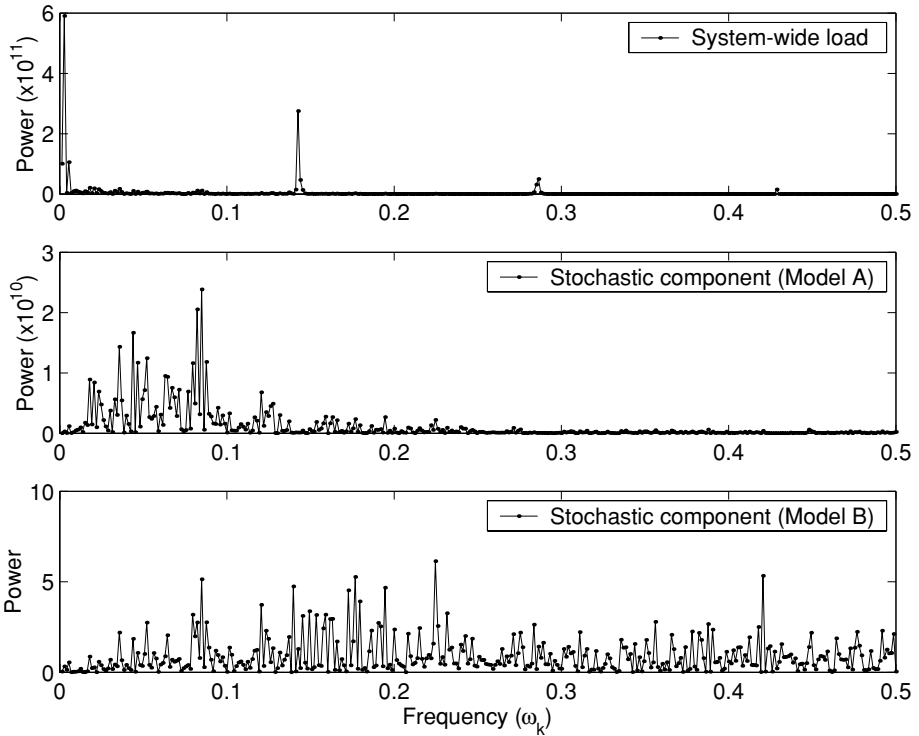 6
4
2
0
Power (x10^11)
System-wide load
0 0.1 0.2 0.3 0.4 0.5
3
2
1
0
Power (x10^10)
Stochastic component (Model A)
0 0.1 0.2 0.3 0.4 0.5
10
5
0
Power
Stochastic component (Model B)
0 0.1 0.2 0.3 0.4 0.5
Frequency (ω_k)